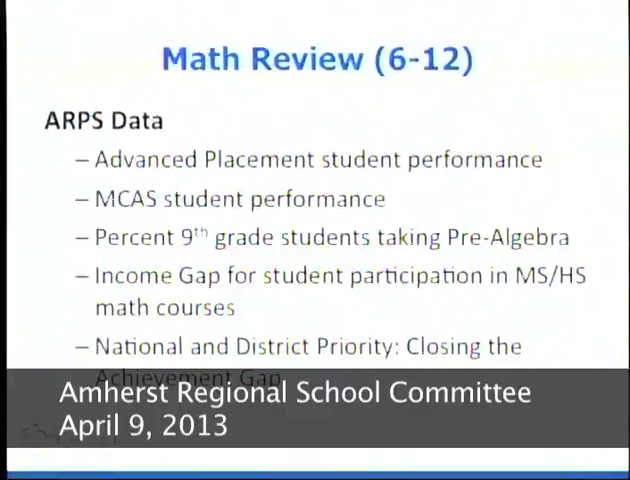 Math Review (6-12)
ARPS Data
– Advanced Placement student performance
– MCAS student performance
– Percent 9th grade students taking Pre-Algebra
– Income Gap for student participation in MS/HS
math courses
– National and District Priority: Closing the
Achievement Gap
Amherst Regional School Committee
April 9, 2013